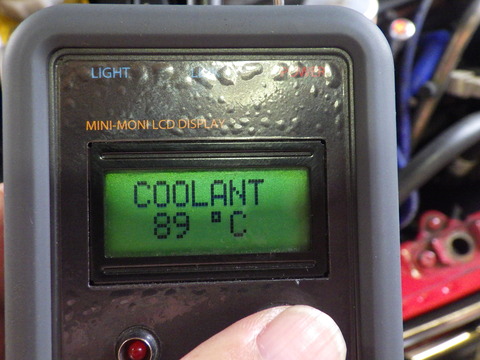 LIGHT
MINI-MONI LCD DISPLAY
COOLANT
89 °C